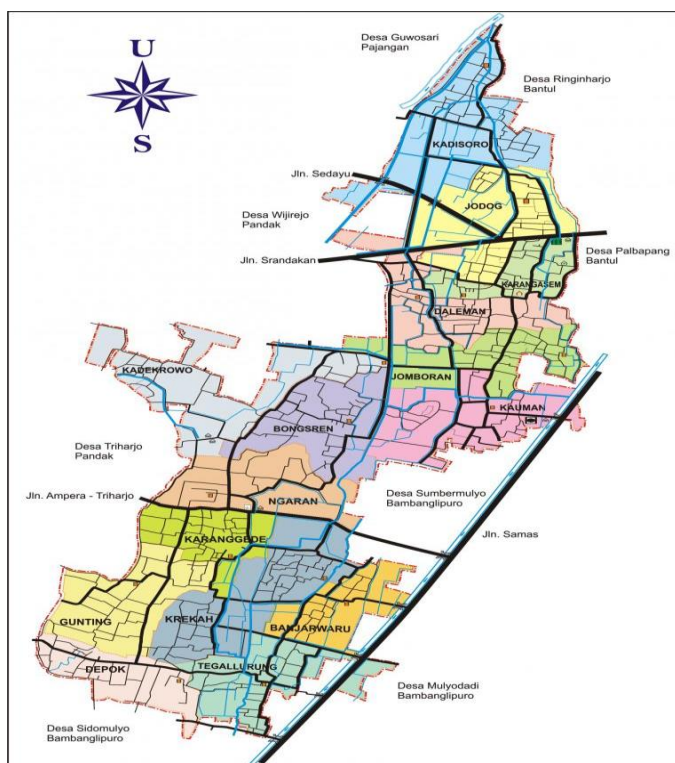 U
S
Desa Guwosari
Pajangan
Desa Ringinharjo
Bantul
KADISORO
Jln. Sedayu
JODOG
Desa Wijirejo
Pandak
Desa Palbapang
Bantul
Jln. Srandakan
KARANGASEM
DALEMAN
KADEKROWO
JOMBORAN
KAUMAN
BONGSREN
Desa Triharjo
Pandak
Jln. Ampera - Triharjo
NGARAN
Desa Sumbermulyo
Bambanglipuro
Jln. Samas
KARANGGEDE
GUNTING
KREKAH
BANJARWARU
DEPOK
TEGALLURUNG
Desa Mulyodadi
Bambanglipuro
Desa Sidomulyo
Bambanglipuro